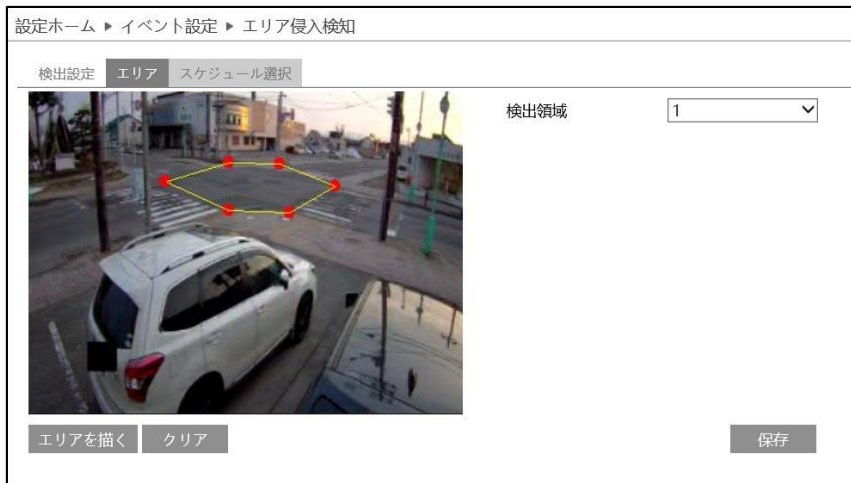 設定ホーム ▶ イベント設定 ▶ エリア侵入検知
検出設定 エリア スケジュール選択
検出領域 1
エリアを描く クリア 保存